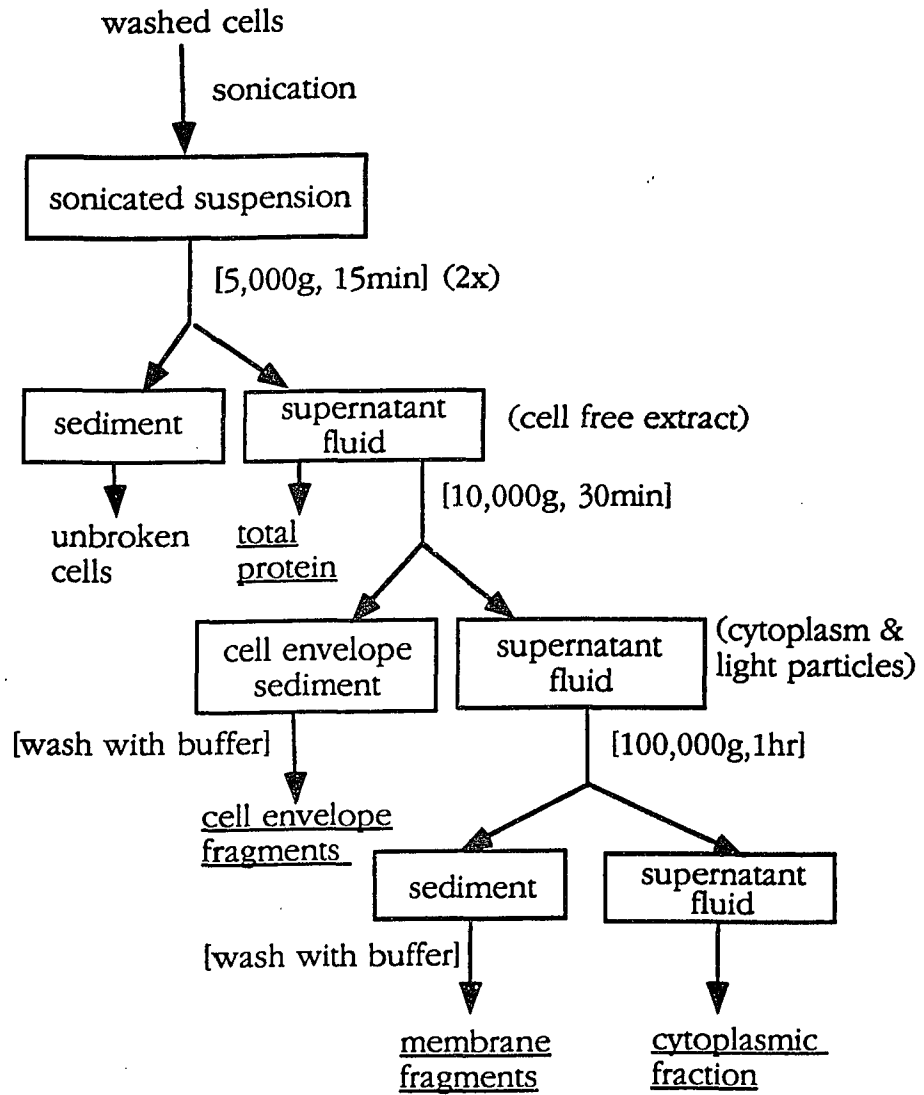 washed cells
sonication
sonicated suspension
[5,000g, 15min] (2x)
sediment
supernatant
fluid
(cell free extract)
[10,000g, 30min]
unbroken
cells
total
protein
cell envelope
sediment
supernatant
fluid
(cytoplasm &
light particles)
[wash with buffer]
[100,000g,1hr]
cell envelope
fragments
sediment
supernatant
fluid
[wash with buffer]
membrane
fragments
cytoplasmic
fraction